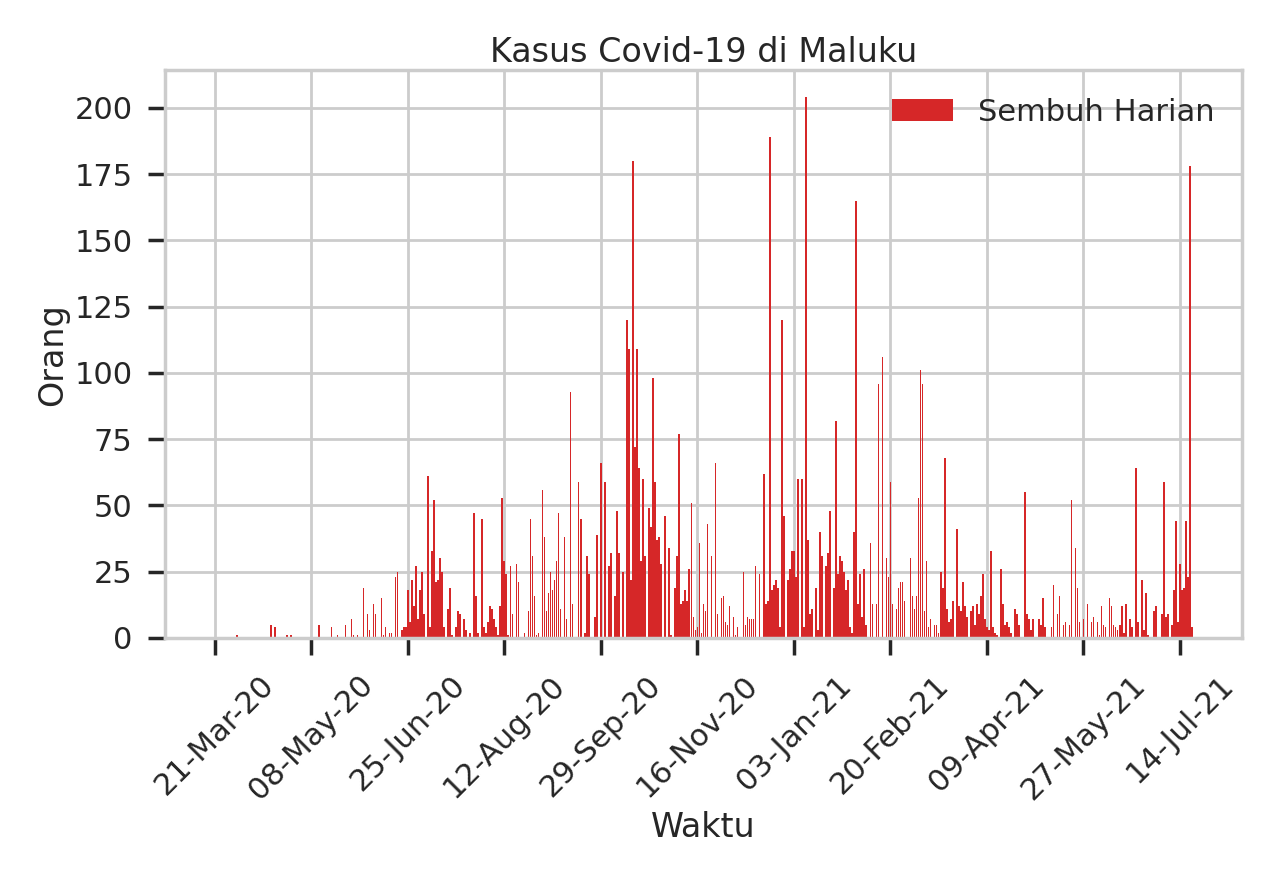 Kasus Covid-19 di Maluku
Sembuh Harian
Orang
200
175
150
125
100
75
50
25
0
21-Mar-20
08-May-20
25-Jun-20
12-Aug-20
29-Sep-20
16-Nov-20
03-Jan-21
20-Feb-21
09-Apr-21
27-May-21
14-Jul-21
Waktu